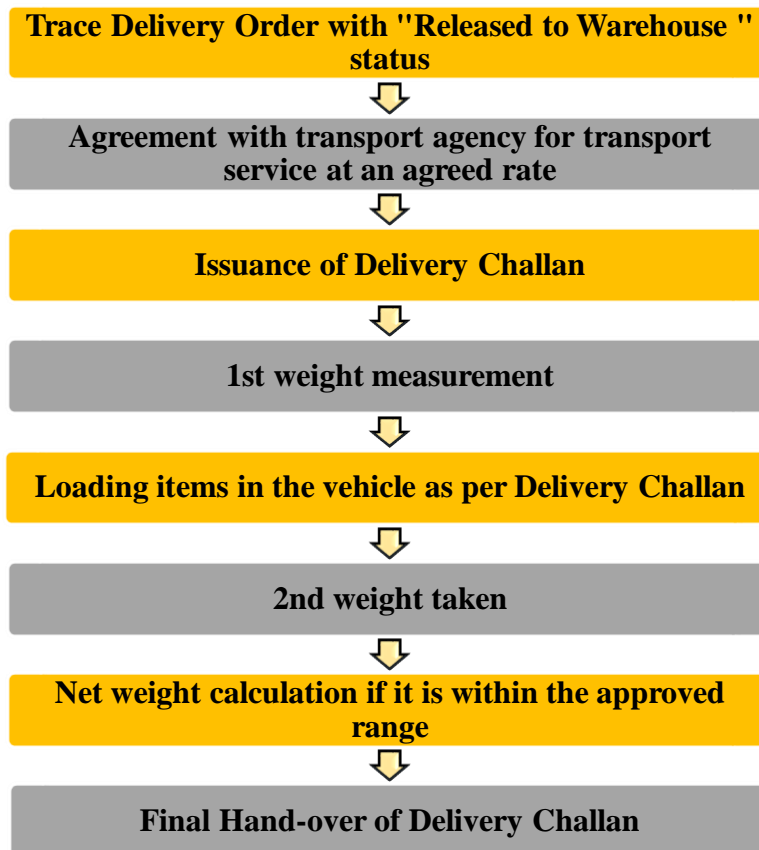 Trace Delivery Order with "Released to Warehouse "
status
Agreement with transport agency for transport
service at an agreed rate
Issuance of Delivery Challan
1st weight measurement
Loading items in the vehicle as per Delivery Challan
2nd weight taken
Net weight calculation if it is within the approved
range
Final Hand-over of Delivery Challan